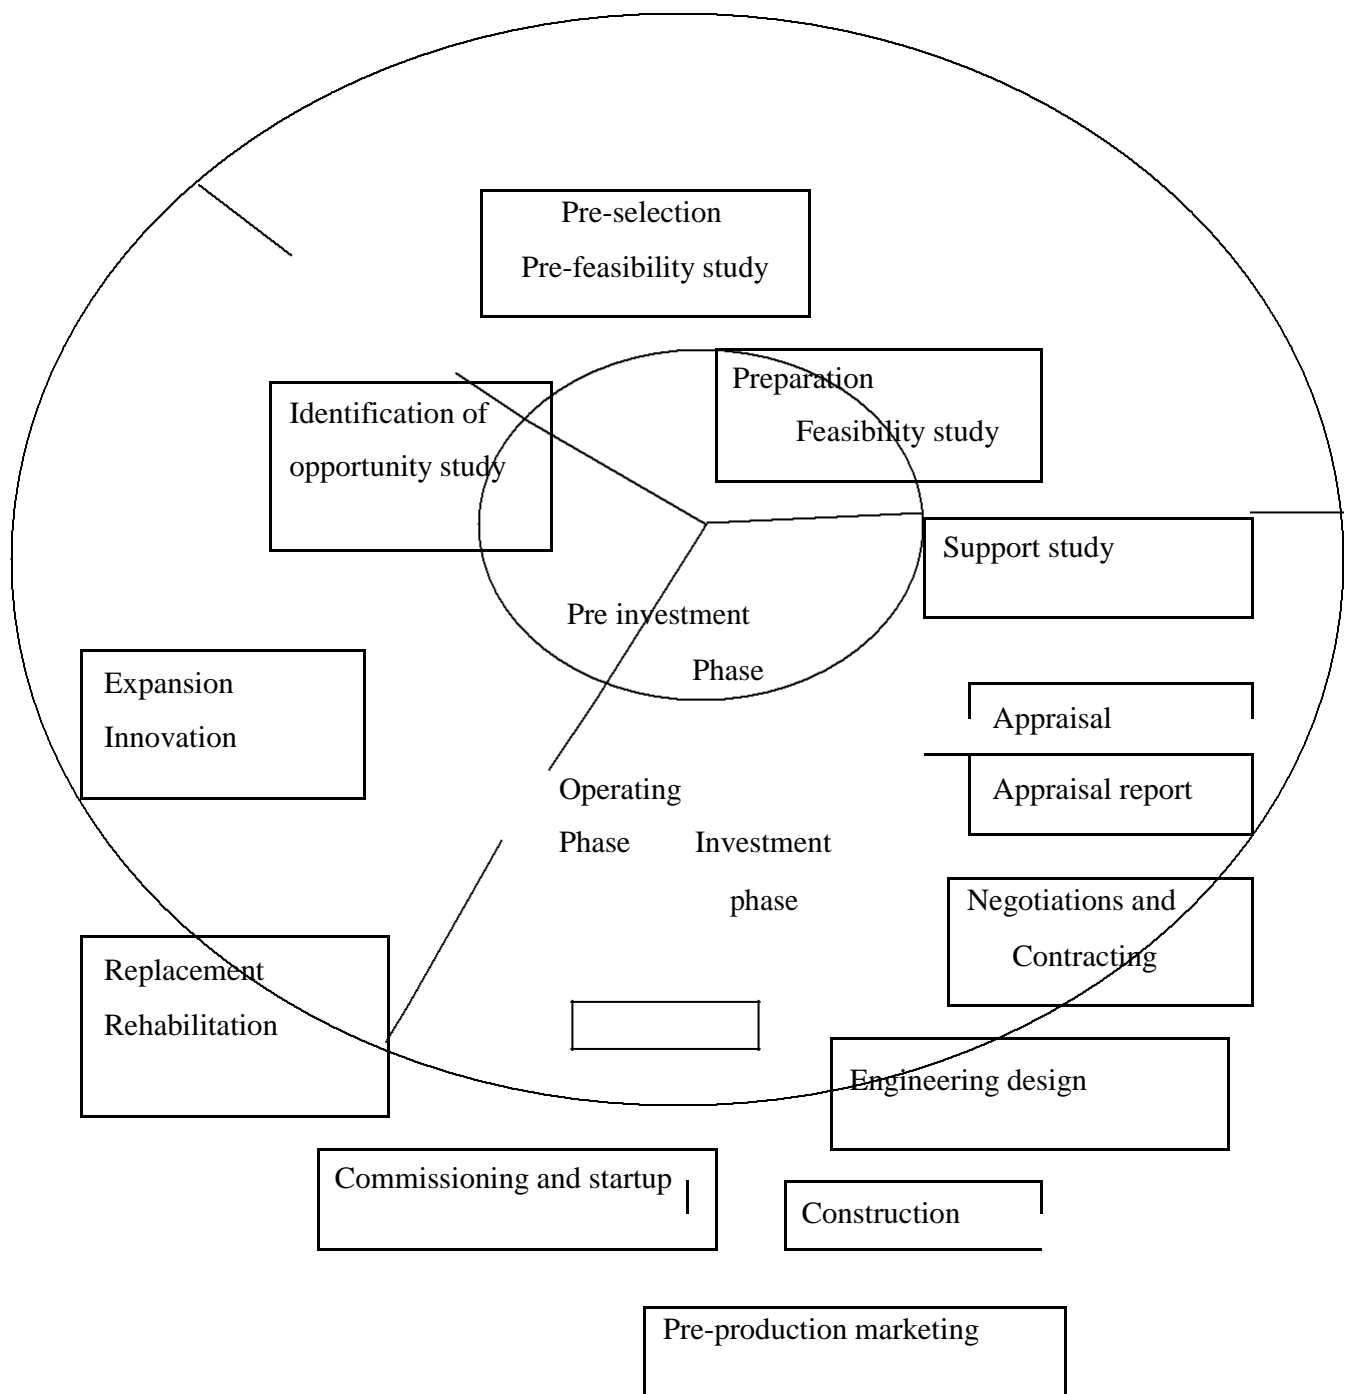 Pre-selection
Pre-feasibility study
Preparation
Feasibility study
Identification of
opportunity study
Support study
Pre investment
Phase
Expansion
Innovation
Appraisal
Appraisal report
Operating
Phase
Investment
phase
Negotiations and
Contracting
Replacement
Rehabilitation
Engineering design
Commissioning and startup
Construction
Pre-production marketing